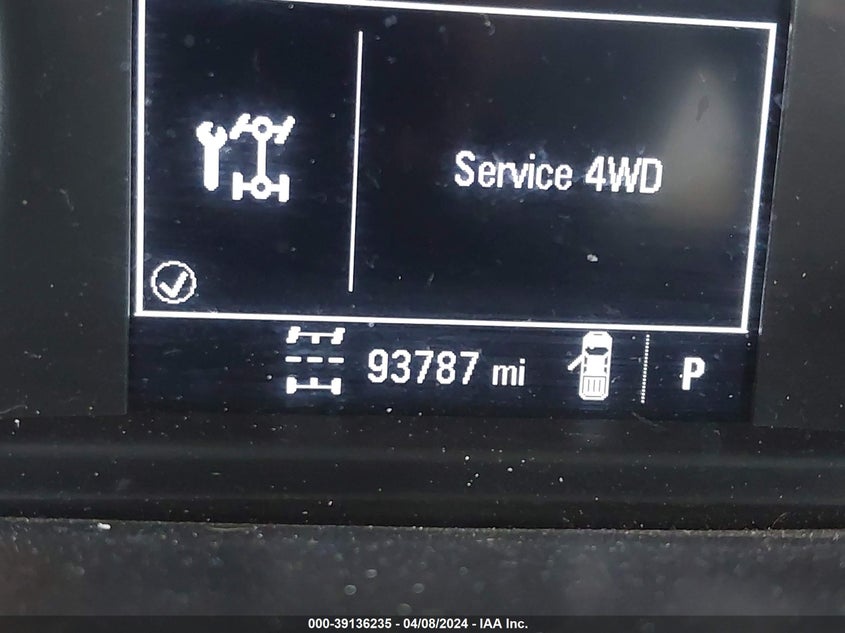 Service 4WD
93787 mi
P
000-39136235 - 04/08/2024 - IAA Inc.